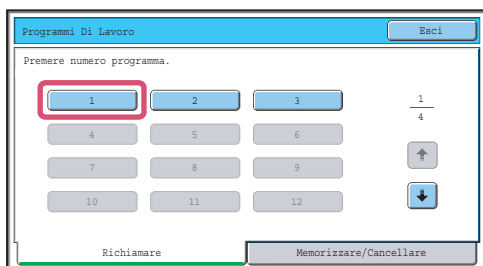 Programmi Di Lavoro
Esci
Premere numero programma.
1 2 3
1
4
4 5 6
7 8 9
10 11 12
Richiamare
Memorizzare/Cancellare